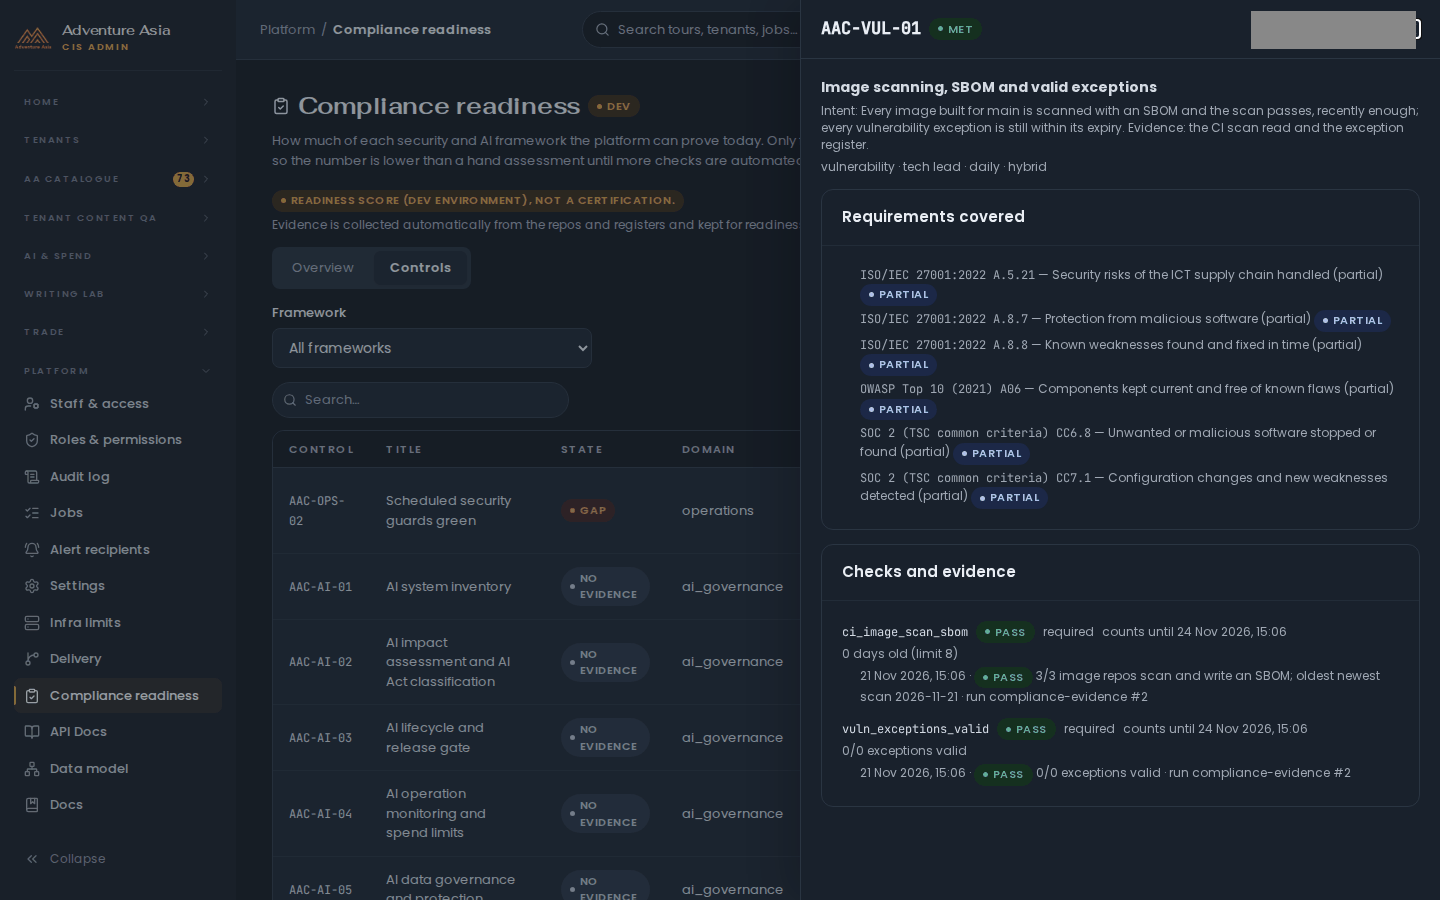 Adventure Asia
CIS ADMIN
Adventure Asia
HOME
TENANTS
AA CATALOGUE
73
TENANT CONTENT QA
AI & SPEND
WRITING LAB
TRADE
PLATFORM
Staff & access
Roles & permissions
Audit log
Jobs
Alert recipients
Settings
Infra limits
Delivery
Compliance readiness
API Docs
Data model
Docs
Collapse
Platform / Compliance readiness
Search tours, tenants, jobs...
Compliance readiness
DEV
How much of each security and AI framework the platform can prove today. Only
so the number is lower than a hand assessment until more checks are automated
READINESS SCORE (DEV ENVIRONMENT), NOT A CERTIFICATION.
Evidence is collected automatically from the repos and registers and kept for readiness
Overview
Controls
Framework
All frameworks
Search...
CONTROL TITLE STATE DOMAIN
AAC-OPS-
02
Scheduled security
guards green
GAP
operations
AAC-AI-01
AI system inventory
NO
EVIDENCE
ai_governance
AAC-AI-02
AI impact
assessment and AI
Act classification
NO
EVIDENCE
ai_governance
AAC-AI-03
AI lifecycle and
release gate
NO
EVIDENCE
ai_governance
AAC-AI-04
AI operation
monitoring and
spend limits
NO
EVIDENCE
ai_governance
AAC-AI-05
AI data governance
and protection
NO
EVIDENCE
ai_governance
AAC-VUL-01
MET
Image scanning, SBOM and valid exceptions
Intent: Every image built for main is scanned with an SBOM and the scan passes, recently enough;
every vulnerability exception is still within its expiry. Evidence: the CI scan read and the exception
register.
vulnerability · tech lead · daily · hybrid
Requirements covered
ISO/IEC 27001:2022 A.5.21 — Security risks of the ICT supply chain handled (partial)
PARTIAL
ISO/IEC 27001:2022 A.8.7 — Protection from malicious software (partial) PARTIAL
ISO/IEC 27001:2022 A.8.8 — Known weaknesses found and fixed in time (partial)
PARTIAL
OWASP Top 10 (2021) A06 — Components kept current and free of known flaws (partial)
PARTIAL
SOC 2 (TSC common criteria) CC6.8 — Unwanted or malicious software stopped or
found (partial) PARTIAL
SOC 2 (TSC common criteria) CC7.1 — Configuration changes and new weaknesses
detected (partial) PARTIAL
Checks and evidence
ci_image_scan_sbom PASS required counts until 24 Nov 2026, 15:06
0 days old (limit 8)
21 Nov 2026, 15:06 · PASS 3/3 image repos scan and write an SBOM; oldest newest
scan 2026-11-21 · run compliance-evidence #2
vuln_exceptions_valid PASS required counts until 24 Nov 2026, 15:06
0/0 exceptions valid
21 Nov 2026, 15:06 · PASS 0/0 exceptions valid · run compliance-evidence #2